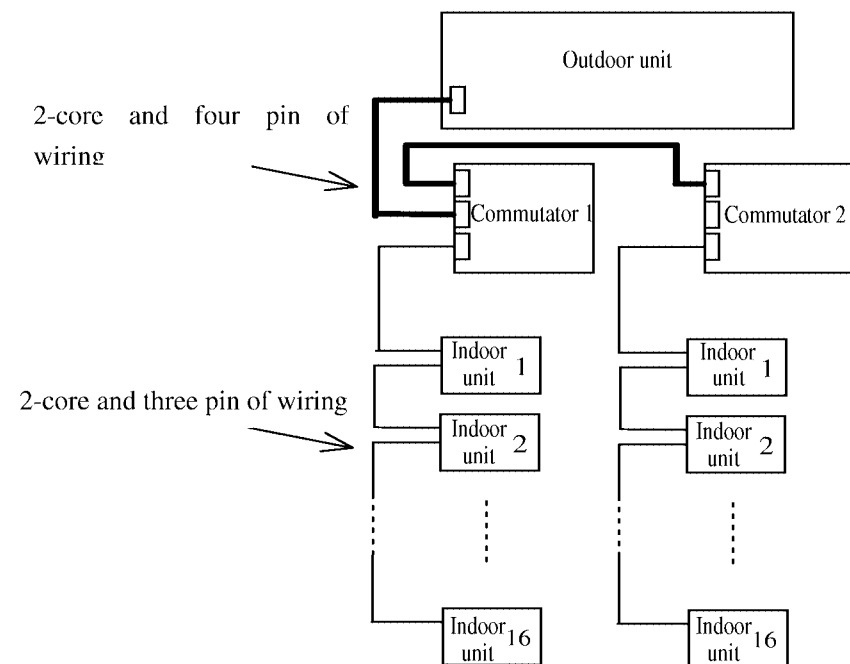 Outdoor unit
2-core and four pin of
wiring
Commutator 1
Commutator 2
Indoor
unit 1
Indoor
unit 1
2-core and three pin of wiring
Indoor
unit 2
Indoor
unit 2
Indoor
unit 16
Indoor
unit 16